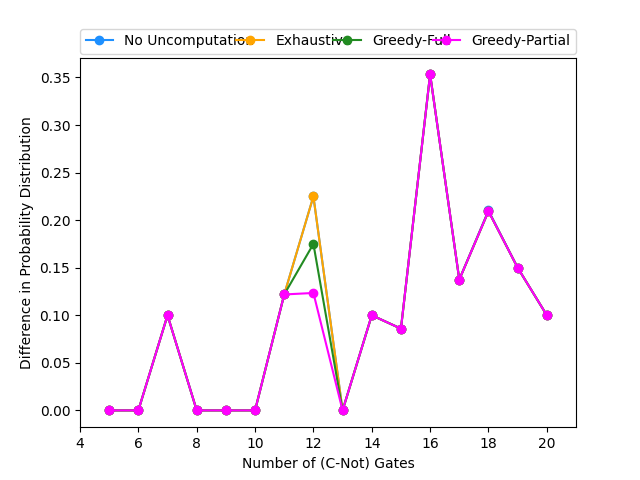 No Uncomputation Exhaustive Greedy-Full Greedy-Partial
0.35
0.30
0.25
0.20
0.15
0.10
0.05
0.00
Difference in Probability Distribution
4 6 8 10 12 14 16 18 20
Number of (C-Not) Gates